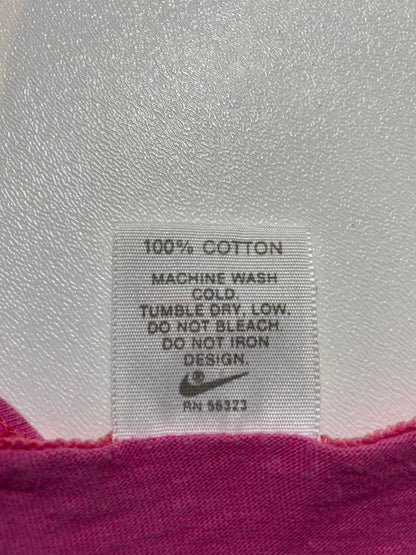 100% COTTON
MACHINE WASH
COLD.
TUMBLE DRY, LOW.
DO NOT BLEACH.
DO NOT IRON
DESIGN.
®
RN 56323